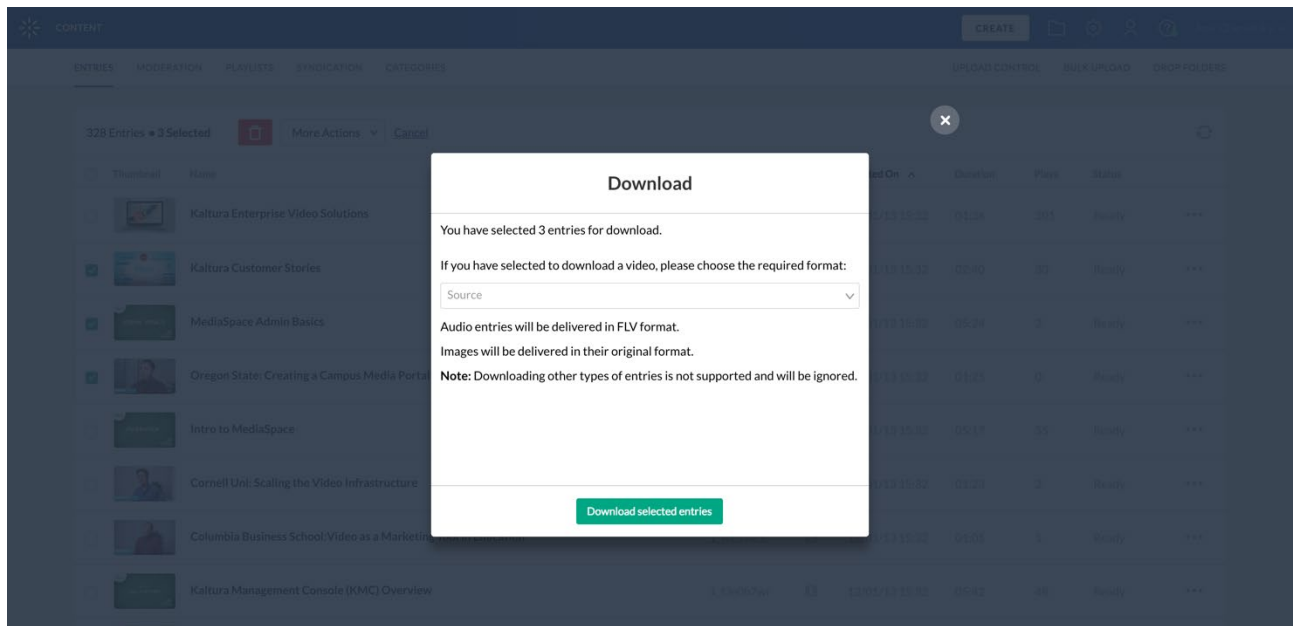 CONTENT
CREATE
ENTRIES MODERATION PLAYLISTS SYNDICATION CATEGORIES UPLOAD CONTROL BULK UPLOAD DROP FOLDERS
328 Entries • 3 Selected More Actions Cancel
Thumbnail Name On Duration Plays Status
Download
Kaltura Enterprise Video Solutions Ready
You have selected 3 entries for download.
Kaltura Customer Stories Ready
If you have selected to download a video, please choose the required format:
Source
MediaSpace Admin Basics Ready
Audio entries will be delivered in FLV format.
Images will be delivered in their original format.
Oregon State: Creating a Campus Media Portal Ready
Note: Downloading other types of entries is not supported and will be ignored.
Intro to MediaSpace Ready
Cornell Uni: Scaling the Video Infrastructure Ready
Download selected entries
Columbia Business School: Video as a Marketing Ready
Kaltura Management Console (KMC) Overview Ready